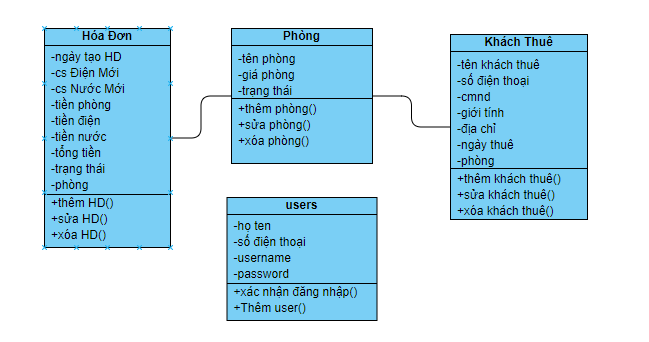 Hóa Đơn
-ngày tạo HD
-cs Điện Mới
-cs Nước Mới
-tiền phòng
-tiền điện
-tiền nước
-tổng tiền
-trạng thái
-phòng
+thêm HD()
+sửa HD()
+xóa HD()
Phòng
-tên phòng
-giá phòng
-trạng thái
+thêm phòng()
+sửa phòng()
+xóa phòng()
Khách Thuê
-tên khách thuê
-số điện thoại
-cmnd
-giới tính
-địa chỉ
-ngày thuê
-phòng
+thêm khách thuê()
+sửa khách thuê()
+xóa khách thuê()
users
-họ ten
-số điện thoại
-username
-password
+xác nhận đăng nhập()
+Thêm user()